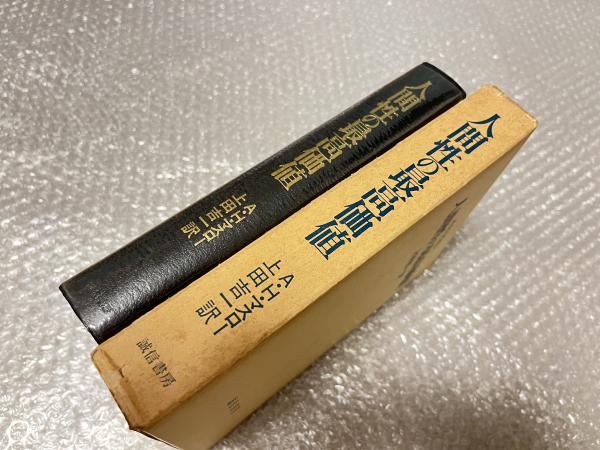 人間性の最高価値
A・H・マスロー
上田吉一訳
人間性の最高価値
A・H・マスロー
上田吉一訳
誠信書房